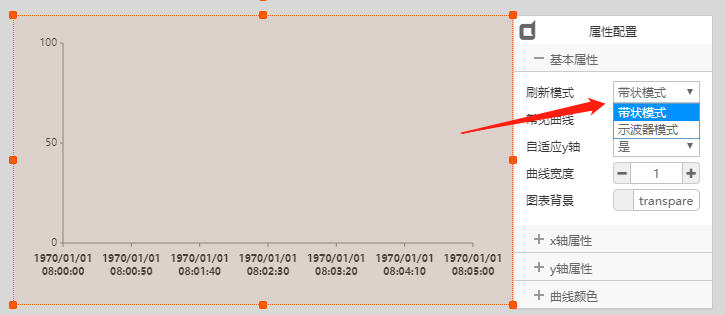 100
50
0
1970/01/01 1970/01/01 1970/01/01 1970/01/01 1970/01/01 1970/01/01 1970/01/01
08:00:00 08:00:50 08:01:40 08:02:30 08:03:20 08:04:10 08:05:00
属性配置
基本属性
刷新模式 带状模式
带状模式
示波器模式
常见曲线
自适应y轴 是
曲线宽度 1
图表背景 transpare
x轴属性
y轴属性
曲线颜色